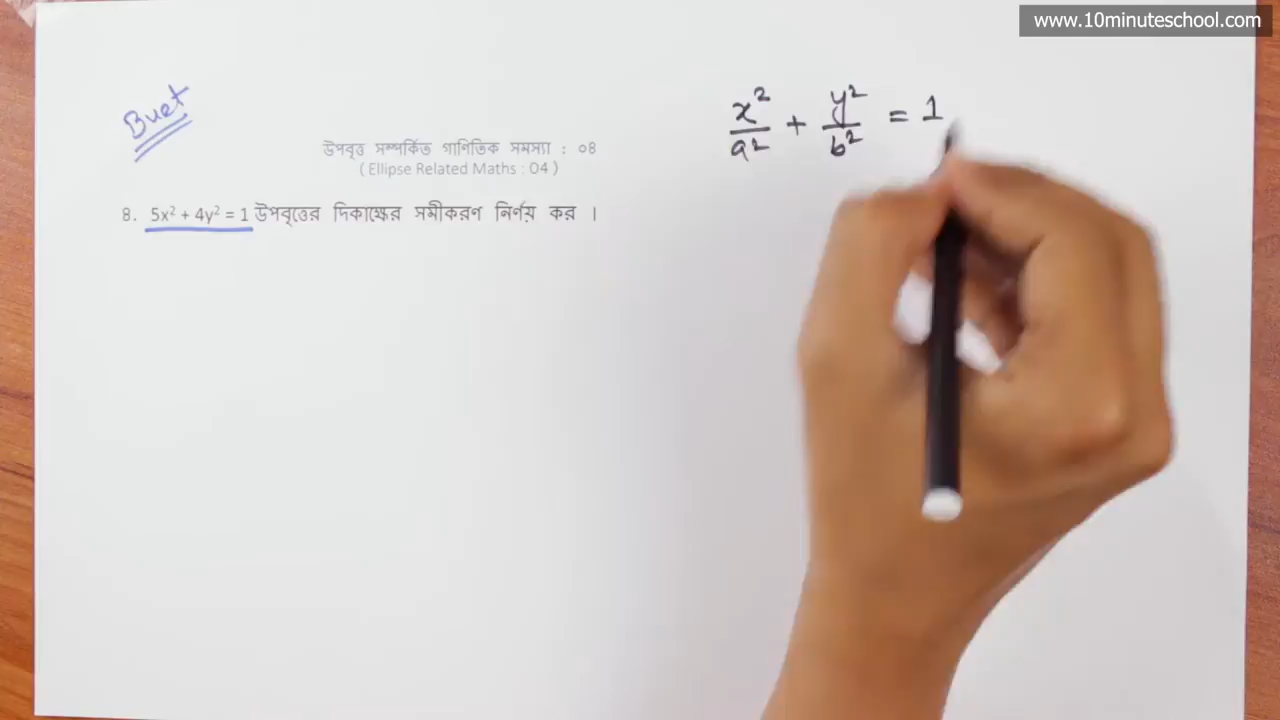 www.10minuteschool.com
Buet
উপবৃত্ত সম্পর্কিত গাণিতিক সমস্যা : ০৪
( Ellipse Related Maths : 04 )
৪. 5x² + 4y² = 1 উপবৃত্তের দিকাক্ষের সমীকরণ নির্ণয় কর ।
x²/a² + y²/b² = 1